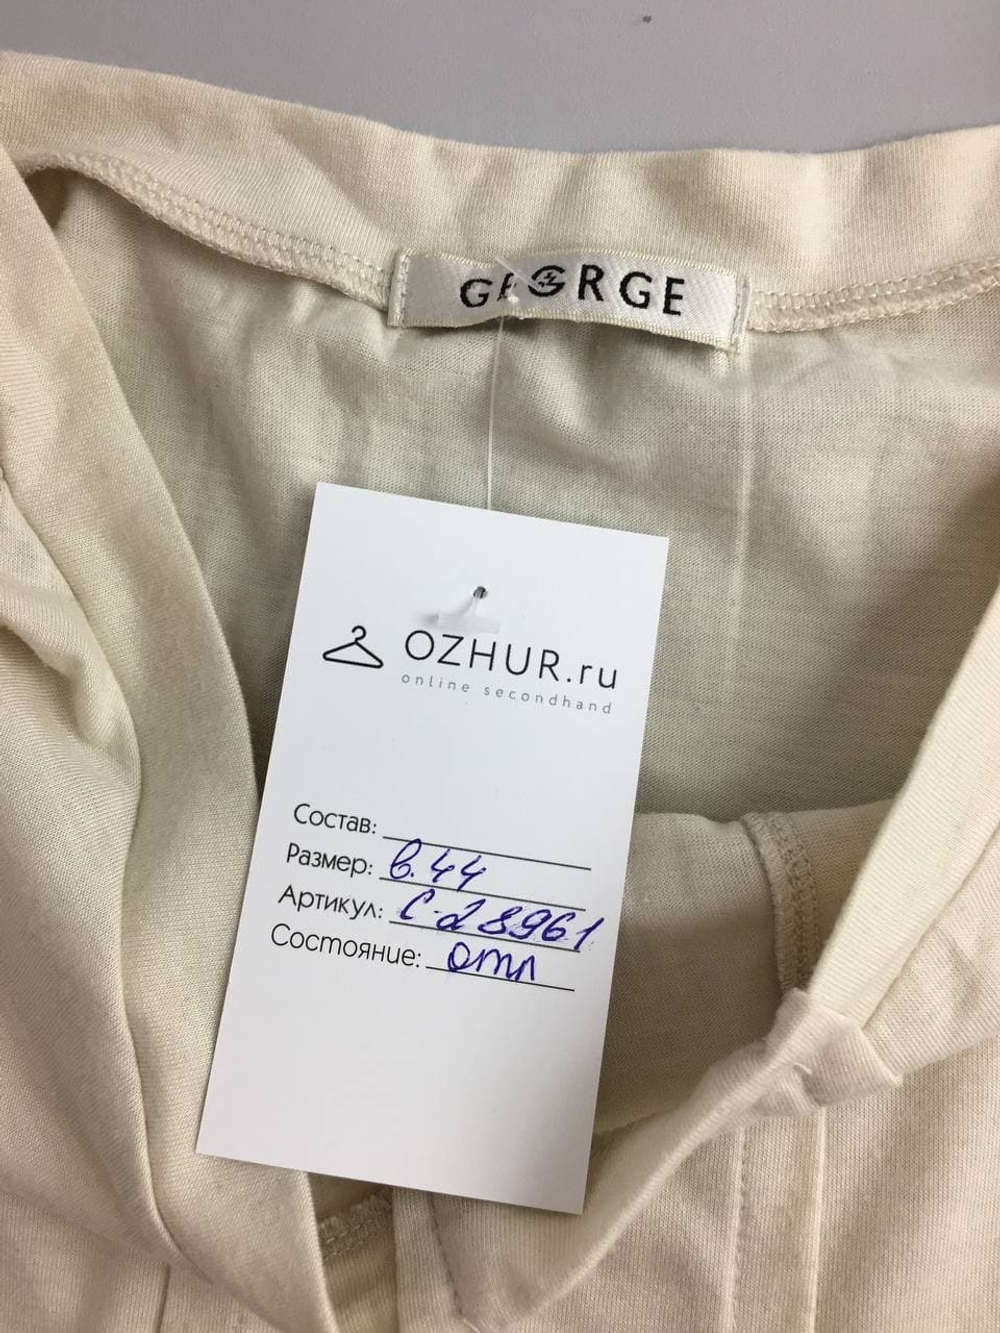 GEORGE
OZHUR.ru
online secondhand
Состав:
Размер: в. 44
Артикул: С-28961
Состояние: отл